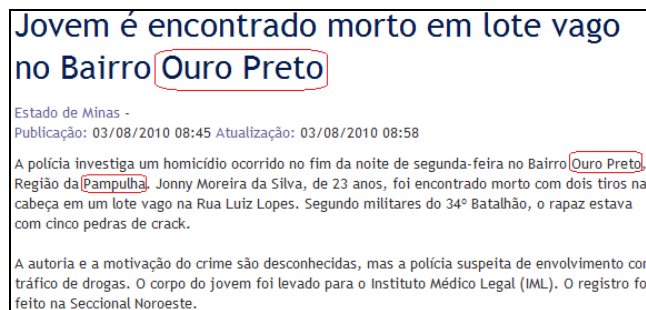 Jovem é encontrado morto em lote vago
no Bairro Ouro Preto
Estado de Minas -
Publicação: 03/08/2010 08:45 Atualização: 03/08/2010 08:58
A polícia investiga um homicídio ocorrido no fim da noite de segunda-feira no Bairro Ouro Preto,
Região da Pampulha. Jonny Moreira da Silva, de 23 anos, foi encontrado morto com dois tiros na
cabeça em um lote vago na Rua Luiz Lopes. Segundo militares do 34º Batalhão, o rapaz estava
com cinco pedras de crack.
A autoria e a motivação do crime são desconhecidas, mas a polícia suspeita de envolvimento co
tráfico de drogas. O corpo do jovem foi levado para o Instituto Médico Legal (IML). O registro fo
feito na Seccional Noroeste.